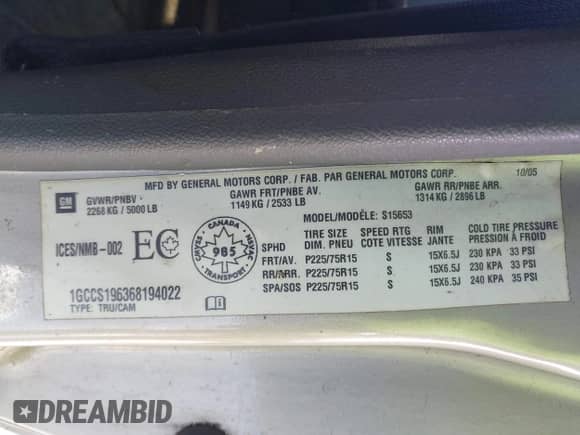 MFD BY GENERAL MOTORS CORP. / FAB. PAR GENERAL MOTORS CORP. 10/05
GM GVWR/PNBV GAWR FRT/PNBE AV. GAWR RR/PNBE ARR.
2268 KG / 5000 LB 1149 KG / 2533 LB 1314 KG / 2896 LB
MODEL/MODÈLE: S15653
ICES/NMB-002 EC CANADA CMVSS NSVAC 985 TRANSPORT
SPHD TIRE SIZE SPEED RTG RIM COLD TIRE PRESSURE
DIM. PNEU COTE VITESSE JANTE PRESSION À FROID
FRT/AV. P225/75R15 S 15X6.5J 230 KPA 33 PSI
RR/ARR. P225/75R15 S 15X6.5J 230 KPA 33 PSI
SPA/SOS P225/75R15 S 15X6.5J 240 KPA 35 PSI
1GCCS196368194022
TYPE: TRU/CAM
DREAMBID